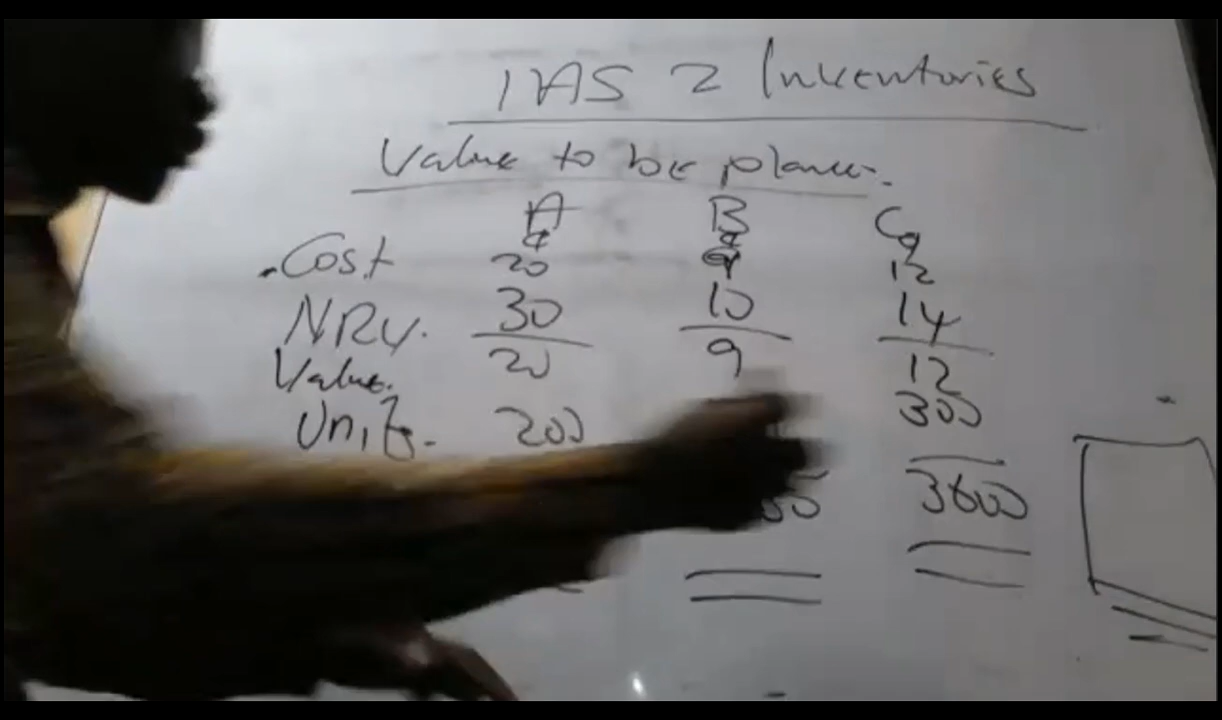 IAS 2 Inventories
Value to be
A B C
Cost 20 9 12
NRV. 30 10 14
Value. 20 9 12
Units. 200 300
3600